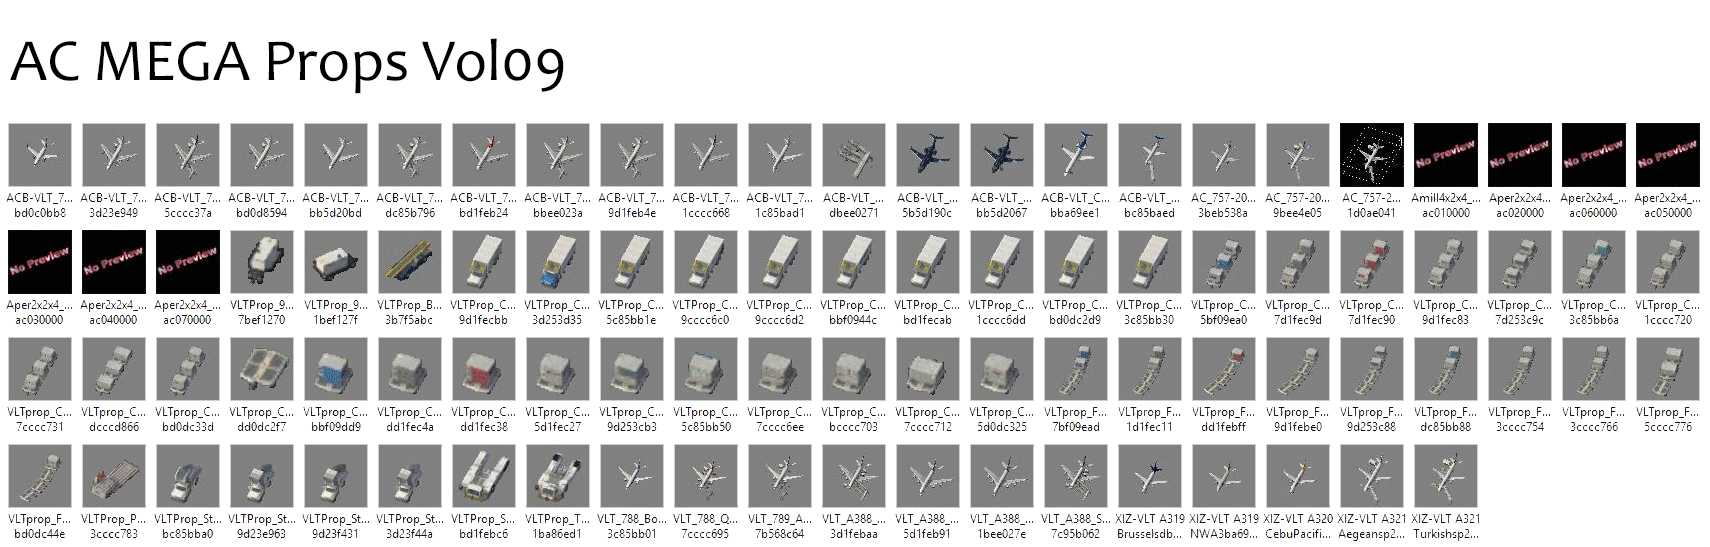 AC MEGA Props Vol09
ACB-VLT_7... ACB-VLT_7... ACB-VLT_7... ACB-VLT_7... ACB-VLT_7... ACB-VLT_7... ACB-VLT_7... ACB-VLT_7... ACB-VLT_7... ACB-VLT_7... ACB-VLT_7... ACB-VLT_... ACB-VLT_... ACB-VLT_... ACB-VLT_C... ACB-VLT_... AC_757-20... AC_757-20... AC_757-2... Amill4x2x4_... Aper2x2x4_... Aper2x2x4_... Aper2x2x4_...
bd0c0bb8 3d23e949 5cccc37a bd0d8594 bb5d20bd dc85b796 bd1feb24 bbee023a 9d1feb4e 1cccc668 1c85bad1 dbee0271 5b5d190c bb5d2067 bba69ee1 bc85baed 3beb538a 9bee4e05 1d0ae041 ac010000 ac020000 ac060000 ac050000
No Preview No Preview No Preview No Preview
No Preview No Preview No Preview
Aper2x2x4_... Aper2x2x4_... Aper2x2x4_... VLTProp_9... VLTProp_9... VLTProp_B... VLTProp_C... VLTProp_C... VLTProp_C... VLTProp_C... VLTProp_C... VLTProp_C... VLTProp_C... VLTProp_C... VLTProp_C... VLTProp_C... VLTprop_C... VLTprop_C... VLTprop_C... VLTprop_C... VLTprop_C... VLTprop_C... VLTprop_C...
ac030000 ac040000 ac070000 7bef1270 1bef127f 3b7f5abc 9d1fecbb 3d253d35 5c85bb1e 9cccc6c0 9cccc6d2 bbf0944c bd1fecab 1cccc6dd bd0dc2d9 3c85bb30 5bf09ea0 7d1fec9d 7d1fec90 9d1fec83 7d253c9c 3c85bb6a 1cccc720
VLTprop_C... VLTprop_C... VLTprop_C... VLTprop_C... VLTprop_C... VLTprop_C... VLTprop_C... VLTprop_C... VLTprop_C... VLTprop_C... VLTprop_C... VLTprop_C... VLTprop_C... VLTprop_C... VLTprop_F... VLTprop_F... VLTprop_F... VLTprop_F... VLTprop_F... VLTprop_F... VLTprop_F... VLTprop_F... VLTprop_F...
7cccc731 dcccd866 bd0dc33d dd0dc2f7 bbf09dd9 dd1fec4a dd1fec38 5d1fec27 9d253cb3 5c85bb50 7cccc6ee bcccc703 7cccc712 5d0dc325 7bf09ead 1d1fec11 dd1febff 9d1febe0 9d253c88 dc85bb88 3cccc754 3cccc766 5cccc776
VLTprop_F... VLTProp_P... VLTProp_St... VLTProp_St... VLTProp_St... VLTProp_St... VLTProp_S... VLTProp_T... VLT_788_Bo... VLT_788_Q... VLT_789_A... VLT_A388_... VLT_A388_... VLT_A388_... VLT_A388_S... XIZ-VLT A319 XIZ-VLT A319 XIZ-VLT A320 XIZ-VLT A321 XIZ-VLT A321
bd0dc44e 3cccc783 bc85bba0 9d23e963 9d23f431 3d23f44a bd1febc6 1ba86ed1 3c85bb01 7cccc695 7b568c64 3d1febaa 5d1feb91 1bee027e 7c95b062 Brusselsdb... NWA3ba69... CebuPacifi... Aegeansp2... Turkishsp2...